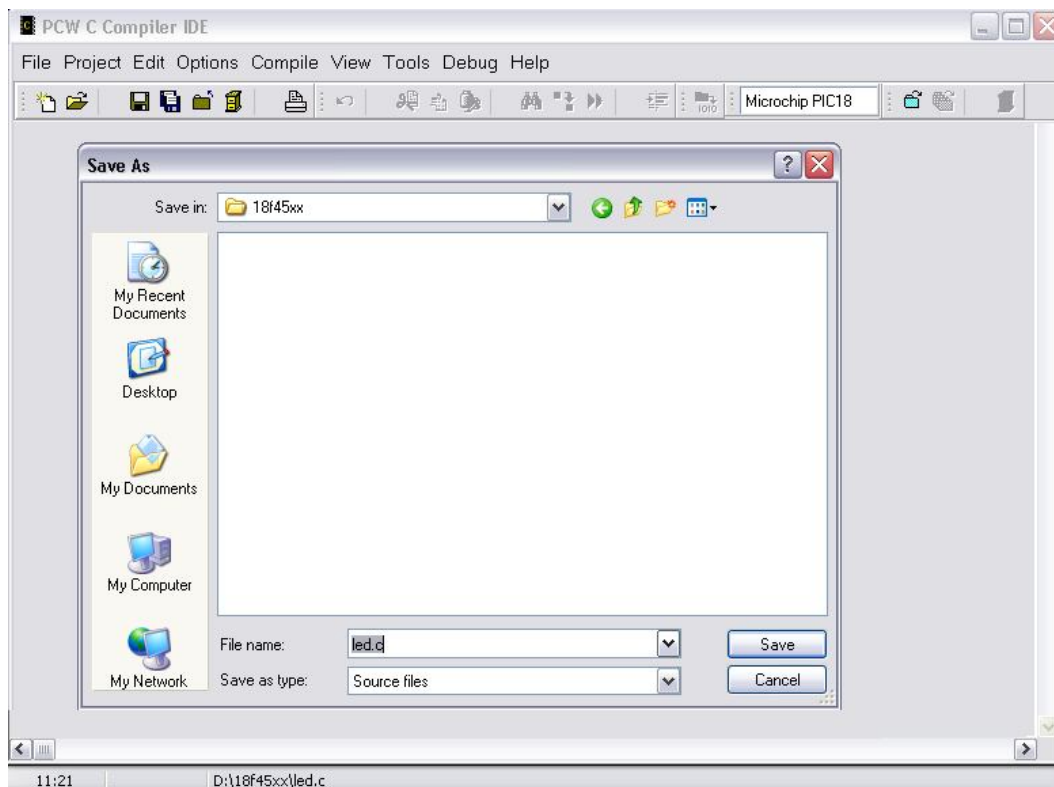 PCW C Compiler IDE
File Project Edit Options Compile View Tools Debug Help
Microchip PIC18
Save As
Save in: 18f45xx
My Recent
Documents
Desktop
My Documents
My Computer
My Network
File name: led.c
Save
Save as type: Source files
Cancel
11:21 D:\18f45xx\led.c